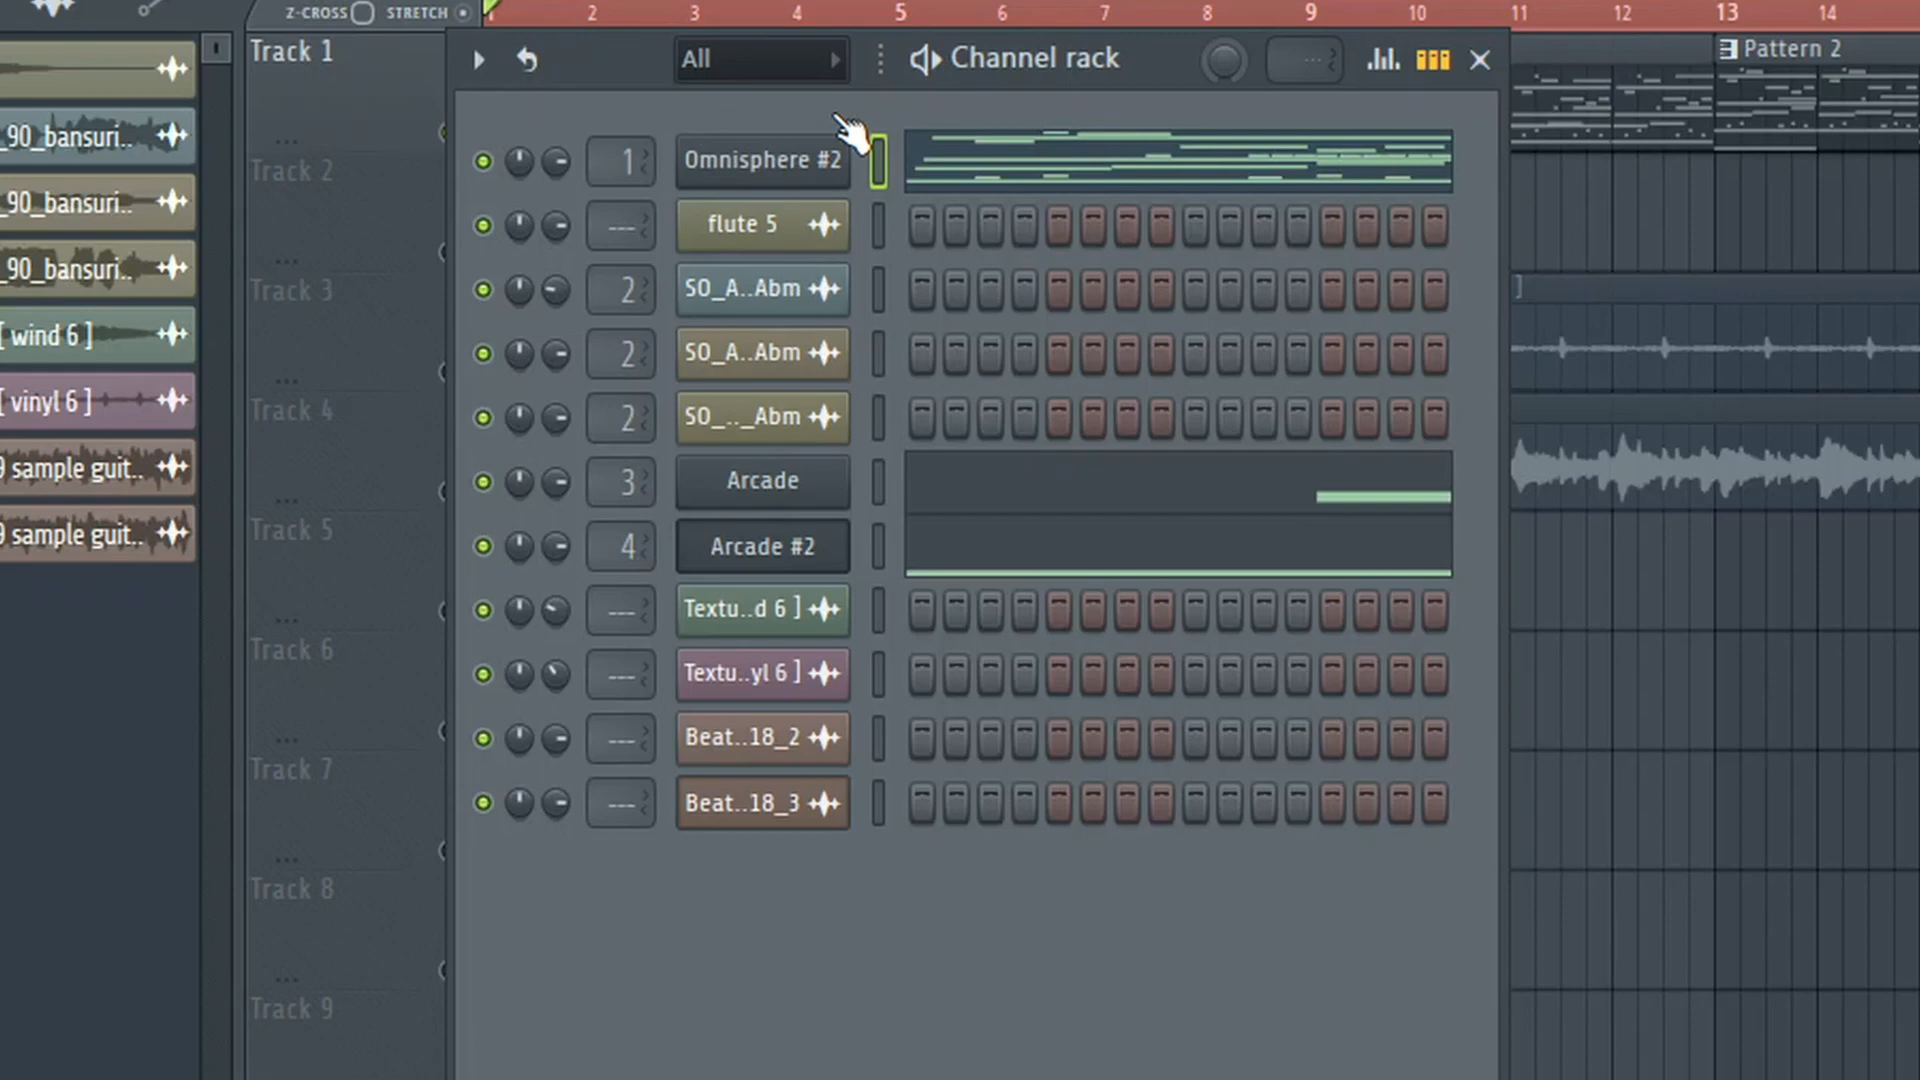 Z-CROSS STRETCH
2 3 4 5 6 7 8 9 10 11 12 13 14
Track 1
All
Channel rack
Pattern 2
_90_bansuri..
_90_bansuri..
_90_bansuri..
[ wind 6 ]
[ vinyl 6 ]
9 sample guit..
9 sample guit..
Track 2
Track 3
Track 4
Track 5
Track 6
Track 7
Track 8
Track 9
1 Omnisphere #2
--- flute 5
2 SO_A..Abm
2 SO_A..Abm
2 SO_.._Abm
3 Arcade
4 Arcade #2
--- Textu..d 6 ]
--- Textu..yl 6 ]
--- Beat..18_2
--- Beat..18_3